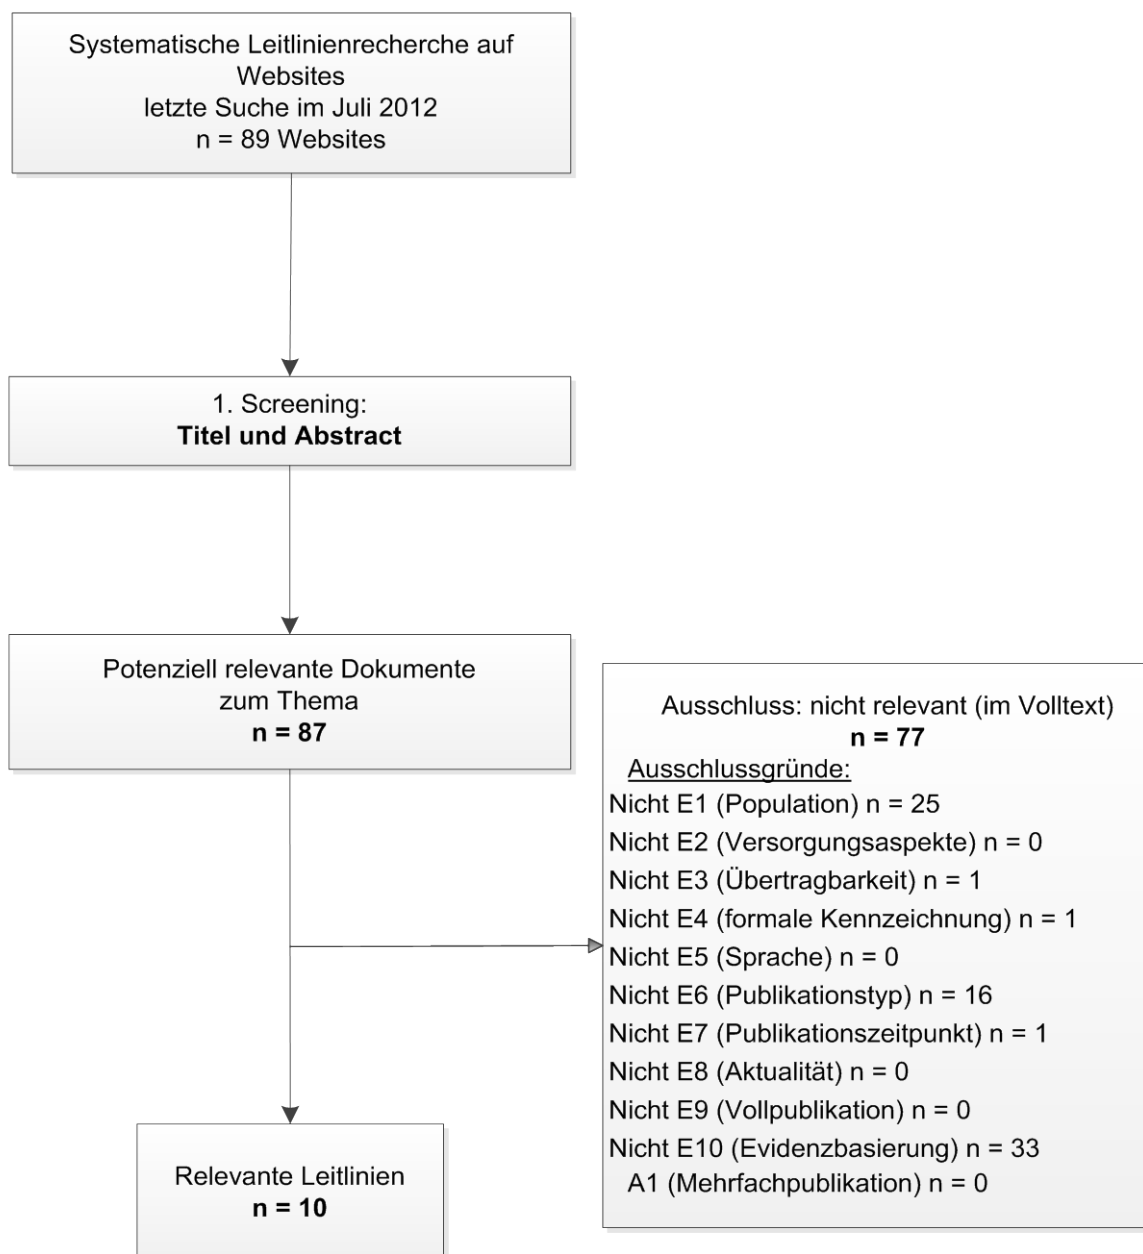 Systematische Leitlinienrecherche auf
Websites
letzte Suche im Juli 2012
n = 89 Websites
1. Screening:
Titel und Abstract
Potenziell relevante Dokumente
zum Thema
n = 87
Ausschluss: nicht relevant (im Volltext)
n = 77
Ausschlussgründe:
Nicht E1 (Population) n = 25
Nicht E2 (Versorgungsaspekte) n = 0
Nicht E3 (Übertragbarkeit) n = 1
Nicht E4 (formale Kennzeichnung) n = 1
Nicht E5 (Sprache) n = 0
Nicht E6 (Publikationstyp) n = 16
Nicht E7 (Publikationszeitpunkt) n = 1
Nicht E8 (Aktualität) n = 0
Nicht E9 (Vollpublikation) n = 0
Nicht E10 (Evidenzbasierung) n = 33
A1 (Mehrfachpublikation) n = 0
Relevante Leitlinien
n = 10